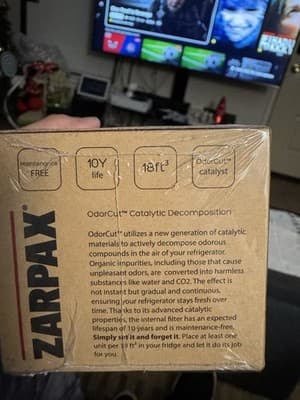 Maintenance
FREE
10Y
life
18ft³
OdorCut™
catalyst
OdorCut™ Catalytic Decomposition
OdorCut™ utilizes a new generation of catalytic
materials to actively decompose odorous
compounds in the air of your refrigerator.
Organic impurities, including those that cause
unpleasant odors, are converted into harmless
substances like water and CO2. The effect is
not instant but gradual and continuous,
ensuring your refrigerator stays fresh over
time. Thanks to its advanced catalytic
properties, the internal filter has an expected
lifespan of 10 years and is maintenance-free.
Simply set it and forget it. Place at least one
unit per 18 ft³ in your fridge and let it do its job
for you.
ZARPAX®